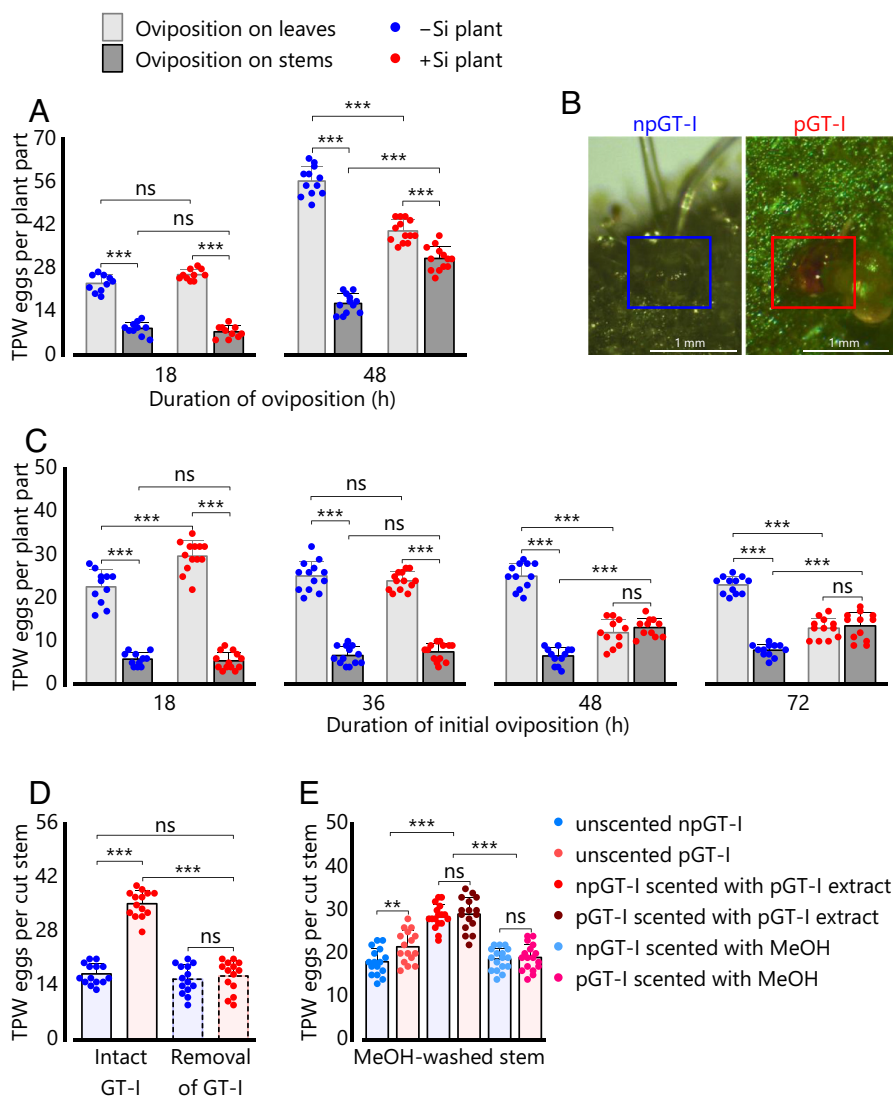 Oviposition on leaves
−Si plant
Oviposition on stems
+Si plant
A
TPW eggs per plant part
70
56
42
28
14
0
ns
ns
***
***
***
***
***
***
18
48
Duration of oviposition (h)
B
npGT-I
pGT-I
1 mm
1 mm
C
TPW eggs per plant part
50
40
30
20
10
0
ns
***
***
***
ns
***
ns
***
***
***
***
ns
***
***
***
ns
18
36
48
72
Duration of initial oviposition (h)
D
TPW eggs per cut stem
56
42
28
14
0
ns
***
***
ns
Intact
GT-I
Removal
of GT-I
E
TPW eggs per cut stem
50
40
30
20
10
0
***
***
**
ns
ns
MeOH-washed stem
unscented npGT-I
unscented pGT-I
npGT-I scented with pGT-I extract
pGT-I scented with pGT-I extract
npGT-I scented with MeOH
pGT-I scented with MeOH